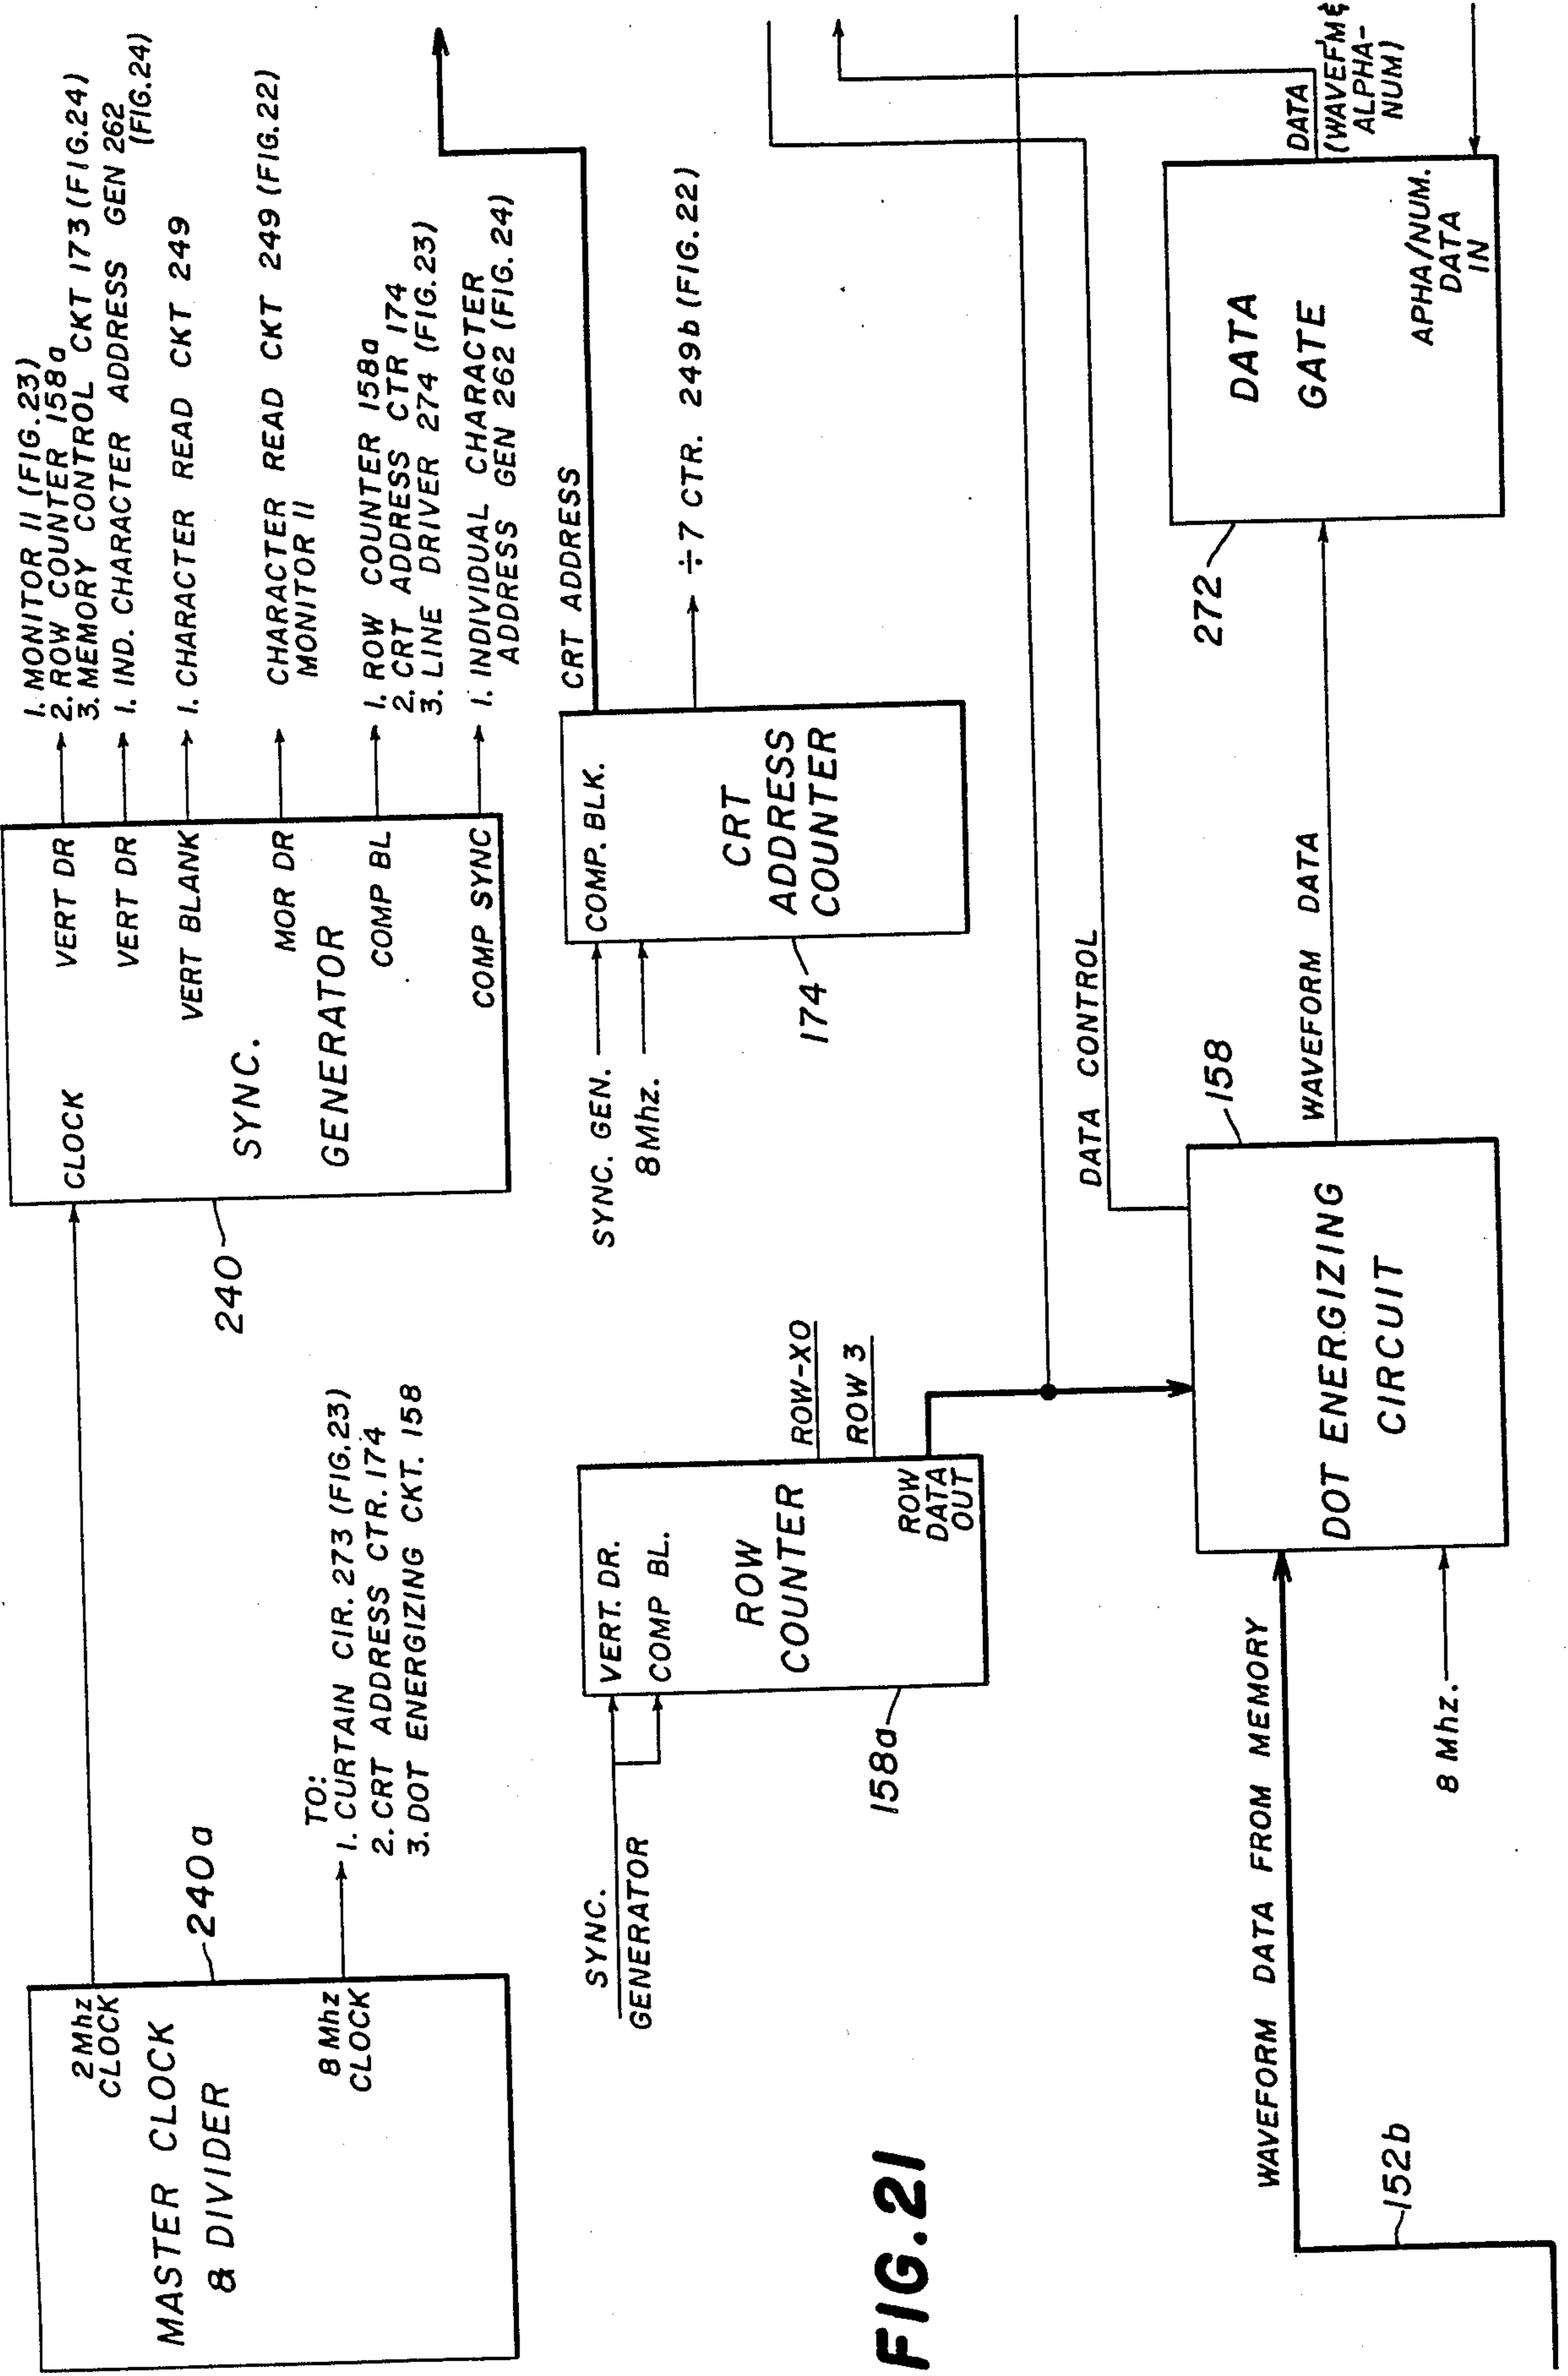 2Mhz
CLOCK
MASTER CLOCK
& DIVIDER
8 Mhz
CLOCK
240a
TO:
1. CURTAIN CIR. 273 (FIG.23)
2. CRT ADDRESS CTR. 174
3. DOT ENERGIZING CKT. 158
CLOCK
SYNC.
GENERATOR
240
VERT DR
VERT DR
VERT BLANK
MOR DR
COMP BL
COMP SYNC
1. MONITOR 11 (FIG.23)
2. ROW COUNTER 158a
3. MEMORY CONTROL CKT 173 (FIG.24)
1. IND. CHARACTER ADDRESS GEN 262
(FIG.24)
1. CHARACTER READ CKT 249
CHARACTER READ CKT 249 (FIG.22)
MONITOR 11
1. ROW COUNTER 158a
2. CRT ADDRESS CTR 174
3. LINE DRIVER 274 (FIG.23)
1. INDIVIDUAL CHARACTER
ADDRESS GEN 262 (FIG. 24)
SYNC.
GENERATOR
VERT. DR.
COMP BL.
ROW
COUNTER
ROW
DATA
OUT
158a
ROW-XO
ROW 3
SYNC. GEN.
8Mhz.
COMP. BLK.
CRT
ADDRESS
COUNTER
174
CRT ADDRESS
÷7 CTR. 249b (FIG.22)
FIG.21
152b
WAVEFORM DATA FROM MEMORY
8 Mhz.
DOT ENERGIZING
CIRCUIT
158
DATA CONTROL
WAVEFORM DATA
272
DATA
GATE
APHA/NUM.
DATA
IN
DATA
(WAVEF'M &
ALPHA-
NUM)